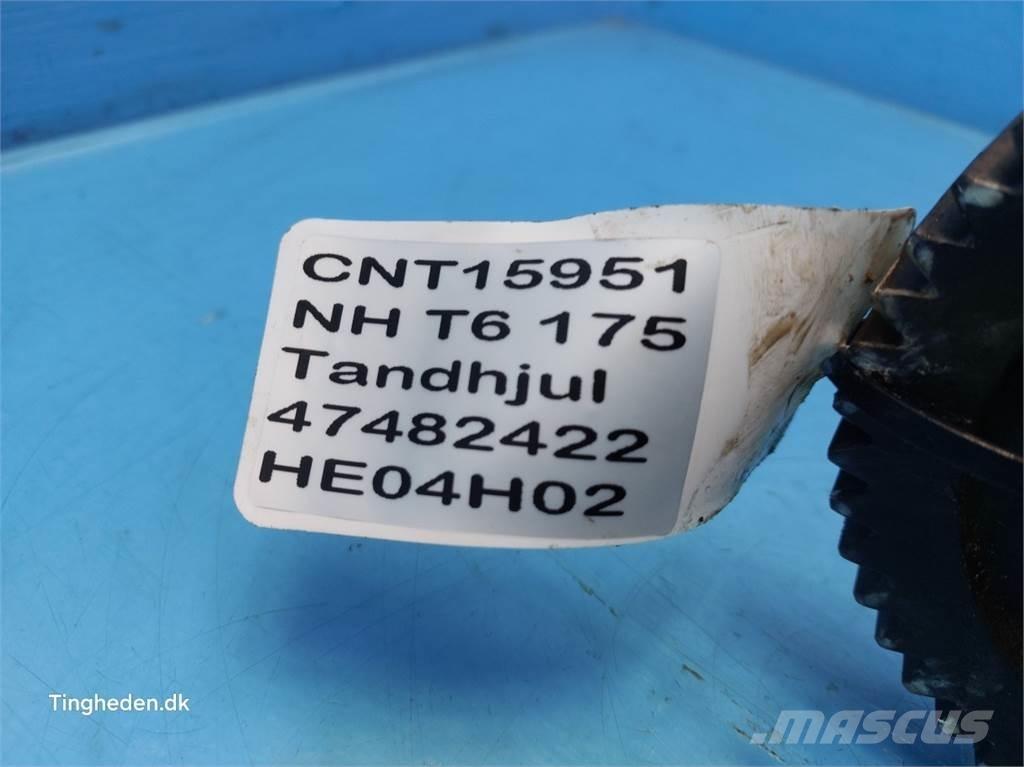 CNT15951
NH T6 175
Tandhjul
47482422
HE04H02
Tingheden.dk
MASCUS